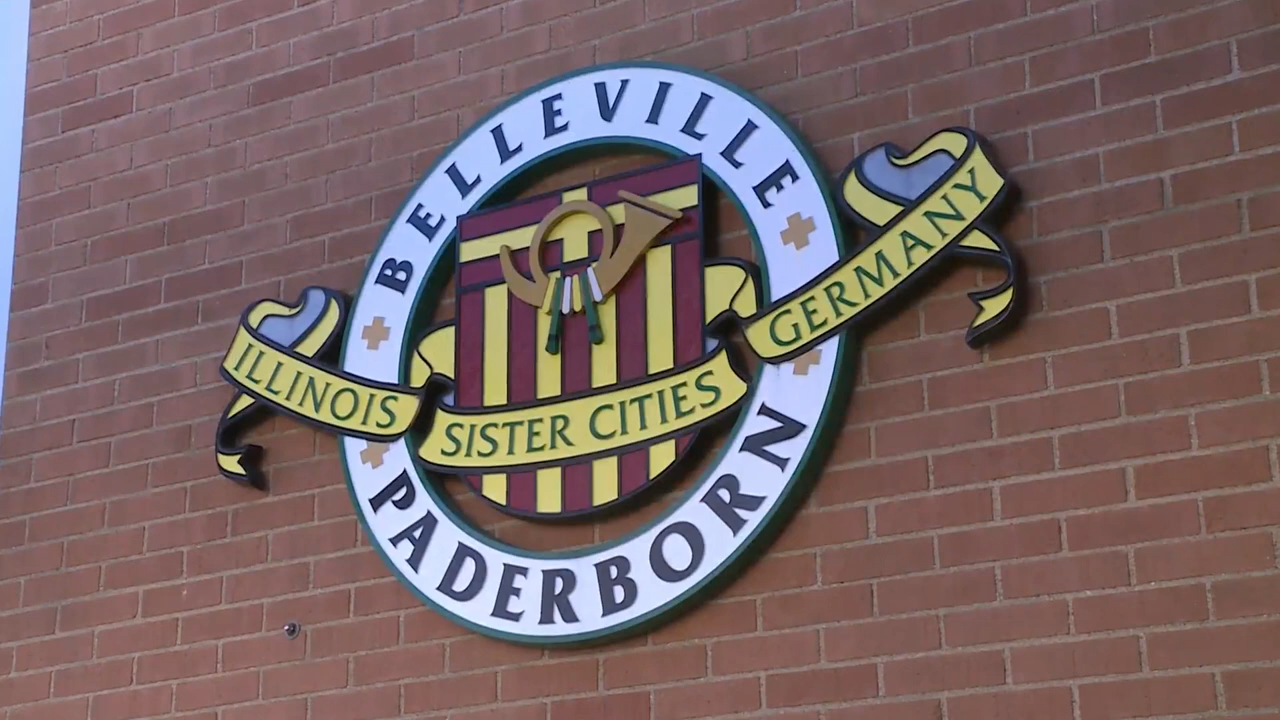 BELLEVILLE
ILLINOIS
SISTER CITIES
GERMANY
PADERBORN